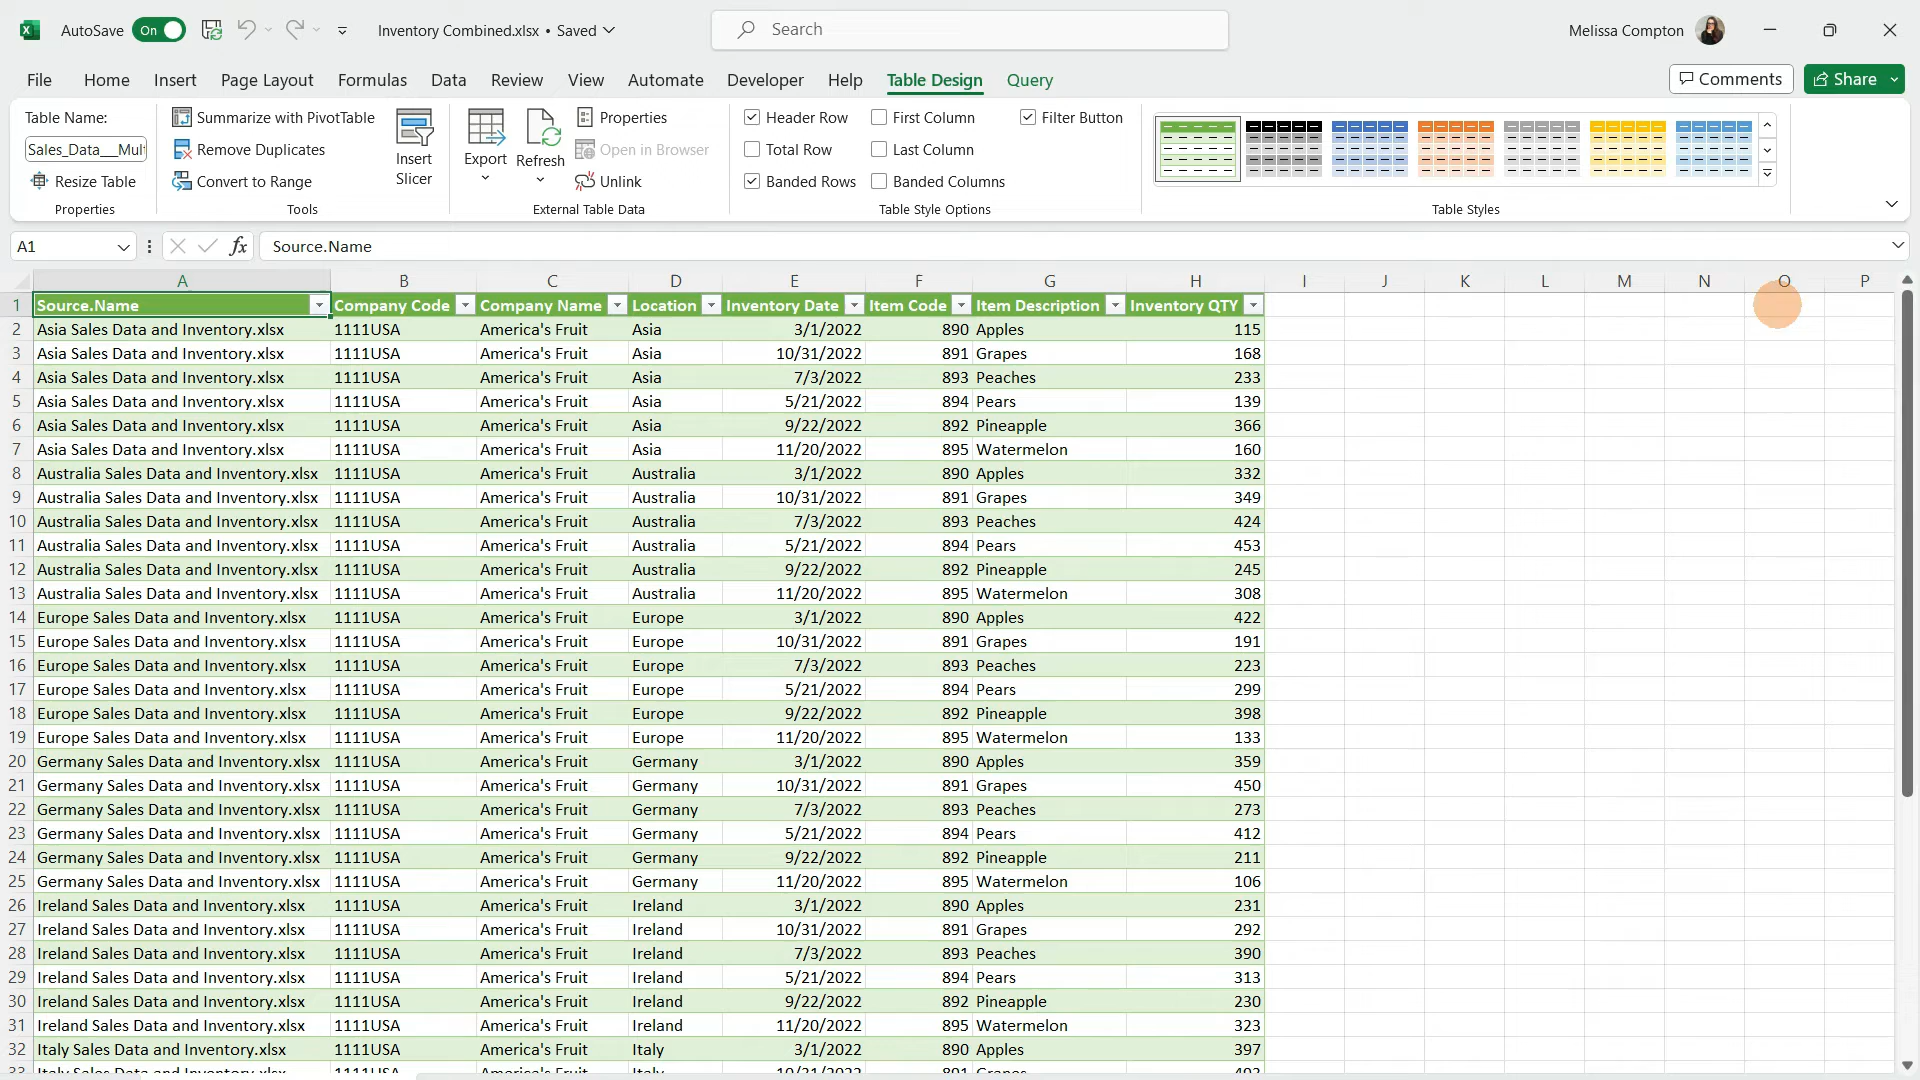 AutoSave On Inventory Combined.xlsx • Saved Search Melissa Compton
File Home Insert Page Layout Formulas Data Review View Automate Developer Help Table Design Query Comments Share
Table Name:
Sales_Data__Mul
Resize Table
Properties
Summarize with PivotTable
Remove Duplicates
Convert to Range
Tools
Insert
Slicer
Export
Refresh
Properties
Open in Browser
Unlink
External Table Data
Header Row First Column Filter Button
Total Row Last Column
Banded Rows Banded Columns
Table Style Options
Table Styles
A1 fx Source.Name
A B C D E F G H I J K L M N O P
1 Source.Name Company Code Company Name Location Inventory Date Item Code Item Description Inventory QTY
2 Asia Sales Data and Inventory.xlsx 1111USA America's Fruit Asia 3/1/2022 890 Apples 115
3 Asia Sales Data and Inventory.xlsx 1111USA America's Fruit Asia 10/31/2022 891 Grapes 168
4 Asia Sales Data and Inventory.xlsx 1111USA America's Fruit Asia 7/3/2022 893 Peaches 233
5 Asia Sales Data and Inventory.xlsx 1111USA America's Fruit Asia 5/21/2022 894 Pears 139
6 Asia Sales Data and Inventory.xlsx 1111USA America's Fruit Asia 9/22/2022 892 Pineapple 366
7 Asia Sales Data and Inventory.xlsx 1111USA America's Fruit Asia 11/20/2022 895 Watermelon 160
8 Australia Sales Data and Inventory.xlsx 1111USA America's Fruit Australia 3/1/2022 890 Apples 332
9 Australia Sales Data and Inventory.xlsx 1111USA America's Fruit Australia 10/31/2022 891 Grapes 349
10 Australia Sales Data and Inventory.xlsx 1111USA America's Fruit Australia 7/3/2022 893 Peaches 424
11 Australia Sales Data and Inventory.xlsx 1111USA America's Fruit Australia 5/21/2022 894 Pears 453
12 Australia Sales Data and Inventory.xlsx 1111USA America's Fruit Australia 9/22/2022 892 Pineapple 245
13 Australia Sales Data and Inventory.xlsx 1111USA America's Fruit Australia 11/20/2022 895 Watermelon 308
14 Europe Sales Data and Inventory.xlsx 1111USA America's Fruit Europe 3/1/2022 890 Apples 422
15 Europe Sales Data and Inventory.xlsx 1111USA America's Fruit Europe 10/31/2022 891 Grapes 191
16 Europe Sales Data and Inventory.xlsx 1111USA America's Fruit Europe 7/3/2022 893 Peaches 223
17 Europe Sales Data and Inventory.xlsx 1111USA America's Fruit Europe 5/21/2022 894 Pears 299
18 Europe Sales Data and Inventory.xlsx 1111USA America's Fruit Europe 9/22/2022 892 Pineapple 398
19 Europe Sales Data and Inventory.xlsx 1111USA America's Fruit Europe 11/20/2022 895 Watermelon 133
20 Germany Sales Data and Inventory.xlsx 1111USA America's Fruit Germany 3/1/2022 890 Apples 359
21 Germany Sales Data and Inventory.xlsx 1111USA America's Fruit Germany 10/31/2022 891 Grapes 450
22 Germany Sales Data and Inventory.xlsx 1111USA America's Fruit Germany 7/3/2022 893 Peaches 273
23 Germany Sales Data and Inventory.xlsx 1111USA America's Fruit Germany 5/21/2022 894 Pears 412
24 Germany Sales Data and Inventory.xlsx 1111USA America's Fruit Germany 9/22/2022 892 Pineapple 211
25 Germany Sales Data and Inventory.xlsx 1111USA America's Fruit Germany 11/20/2022 895 Watermelon 106
26 Ireland Sales Data and Inventory.xlsx 1111USA America's Fruit Ireland 3/1/2022 890 Apples 231
27 Ireland Sales Data and Inventory.xlsx 1111USA America's Fruit Ireland 10/31/2022 891 Grapes 292
28 Ireland Sales Data and Inventory.xlsx 1111USA America's Fruit Ireland 7/3/2022 893 Peaches 390
29 Ireland Sales Data and Inventory.xlsx 1111USA America's Fruit Ireland 5/21/2022 894 Pears 313
30 Ireland Sales Data and Inventory.xlsx 1111USA America's Fruit Ireland 9/22/2022 892 Pineapple 230
31 Ireland Sales Data and Inventory.xlsx 1111USA America's Fruit Ireland 11/20/2022 895 Watermelon 323
32 Italy Sales Data and Inventory.xlsx 1111USA America's Fruit Italy 3/1/2022 890 Apples 397